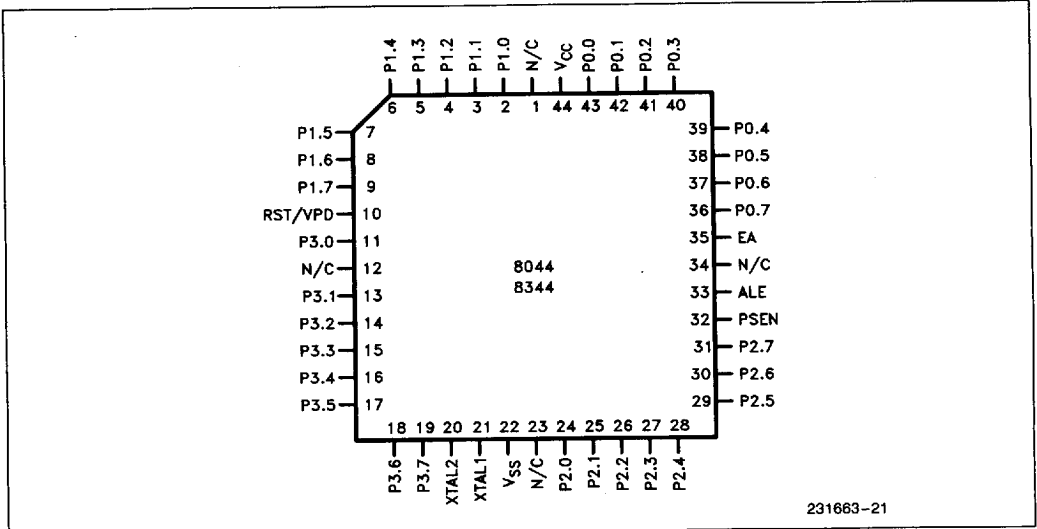 P1.4 P1.3 P1.2 P1.1 P1.0 N/C VCC P0.0 P0.1 P0.2 P0.3
6 5 4 3 2 1 44 43 42 41 40
P1.5 7
P1.6 8
P1.7 9
RST/VPD 10
P3.0 11
N/C 12
P3.1 13
P3.2 14
P3.3 15
P3.4 16
P3.5 17
8044
8344
39 P0.4
38 P0.5
37 P0.6
36 P0.7
35 EA
34 N/C
33 ALE
32 PSEN
31 P2.7
30 P2.6
29 P2.5
18 19 20 21 22 23 24 25 26 27 28
P3.6 P3.7 XTAL2 XTAL1 VSS N/C P2.0 P2.1 P2.2 P2.3 P2.4
231663-21